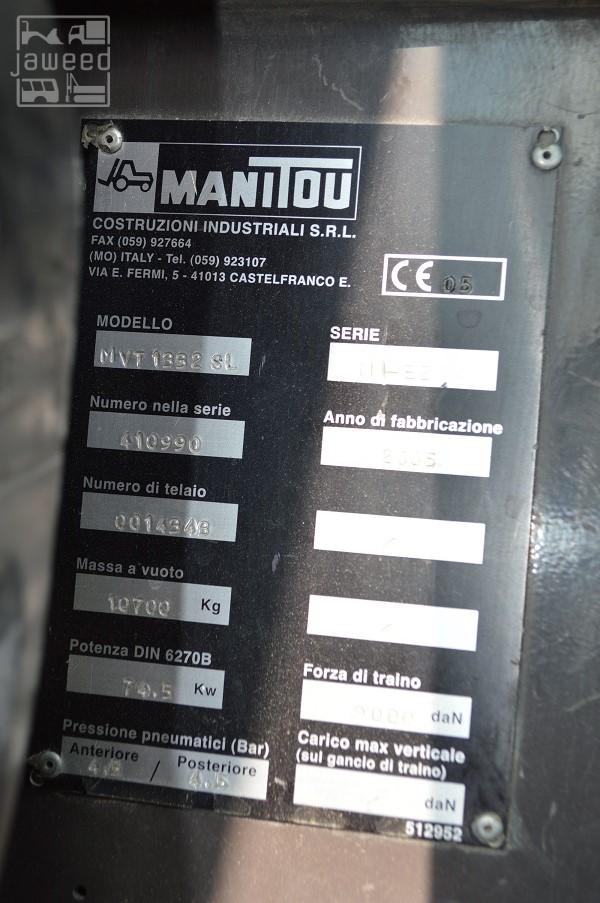 jaweed
MANITOU
COSTRUZIONI INDUSTRIALI S.R.L.
FAX (059) 927664
(MO) ITALY - Tel. (059) 923107
VIA E. FERMI, 5 - 41013 CASTELFRANCO E.
CE 05
MODELLO
MVT1332 SL
SERIE
Numero nella serie
410990
Anno di fabbricazione
2005
Numero di telaio
0014348
Massa a vuoto
10700 Kg
Potenza DIN 6270B
74.5 Kw
Forza di traino
daN
Pressione pneumatici (Bar)
Anteriore / Posteriore
4.5 4.5
Carico max verticale
(sul gancio di traino)
daN
512952